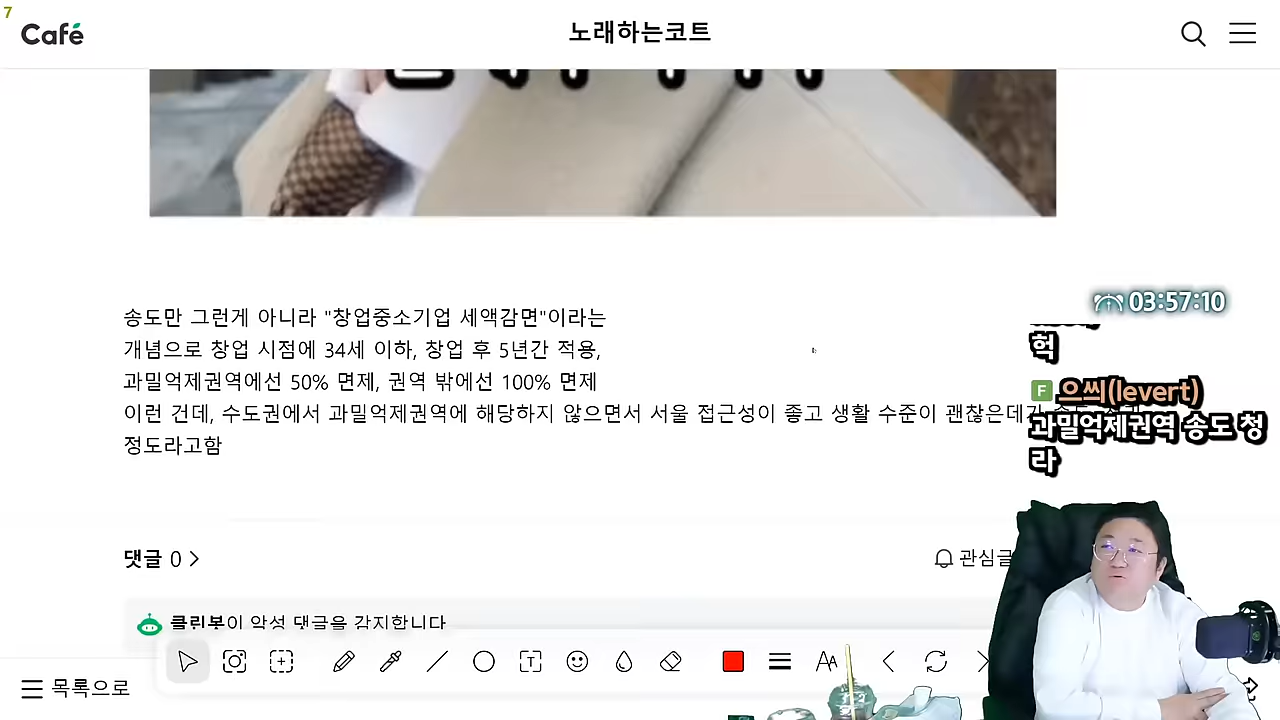 7
Café
노래하는코트
03:57:10
혁
F 으씌(levert)
과밀억제권역 송도 청
라
송도만 그런게 아니라 "창업중소기업 세액감면"이라는
개념으로 창업 시점에 34세 이하, 창업 후 5년간 적용,
과밀억제권역에선 50% 면제, 권역 밖에선 100% 면제
이런 건데, 수도권에서 과밀억제권역에 해당하지 않으면서 서울 접근성이 좋고 생활 수준이 괜찮은데가
정도라고함
댓글 0
관심글
클린봇이 악성 댓글을 감지합니다
T
AA
목록으로